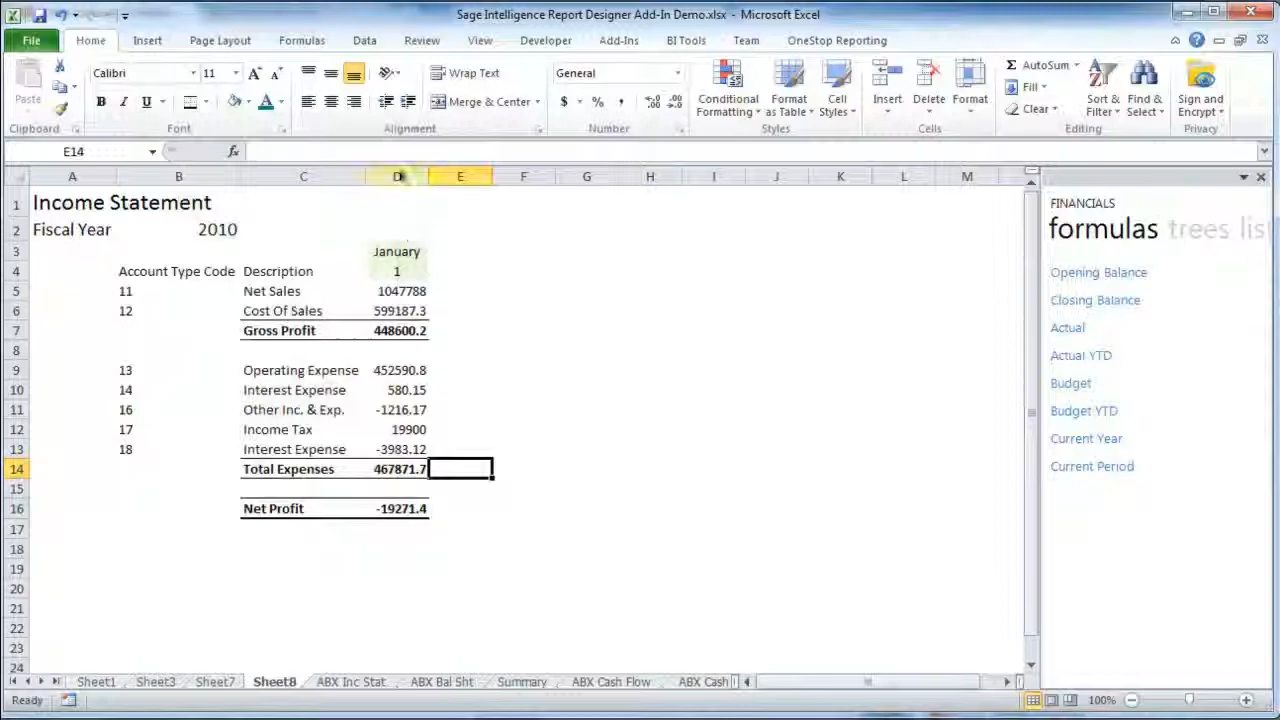 Sage Intelligence Report Designer Add-In Demo.xlsx - Microsoft Excel
File Home Insert Page Layout Formulas Data Review View Developer Add-Ins BI Tools Team OneStop Reporting
Calibri 11 Wrap Text General AutoSum
Paste Fill
B I U Merge & Center $ % , Conditional Formatting Format as Table Cell Styles Insert Delete Format Clear Sort & Filter Find & Select Sign and Encrypt
Clipboard Font Alignment Number Styles Cells Editing Privacy
E14 fx
A B C D E F G H I J K L M
1 Income Statement
2 Fiscal Year 2010
3 January
4 Account Type Code Description 1
5 11 Net Sales 1047788
6 12 Cost Of Sales 599187.3
7 Gross Profit 448600.2
8
9 13 Operating Expense 452590.8
10 14 Interest Expense 580.15
11 16 Other Inc. & Exp. -1216.17
12 17 Income Tax 19900
13 18 Interest Expense -3983.12
14 Total Expenses 467871.7
15
16 Net Profit -19271.4
17
18
19
20
21
22
23
24
FINANCIALS
formulas trees list
Opening Balance
Closing Balance
Actual
Actual YTD
Budget
Budget YTD
Current Year
Current Period
Sheet1 Sheet3 Sheet7 Sheet8 ABX Inc Stat ABX Bal Sht Summary ABX Cash Flow ABX Cash
Ready 100%